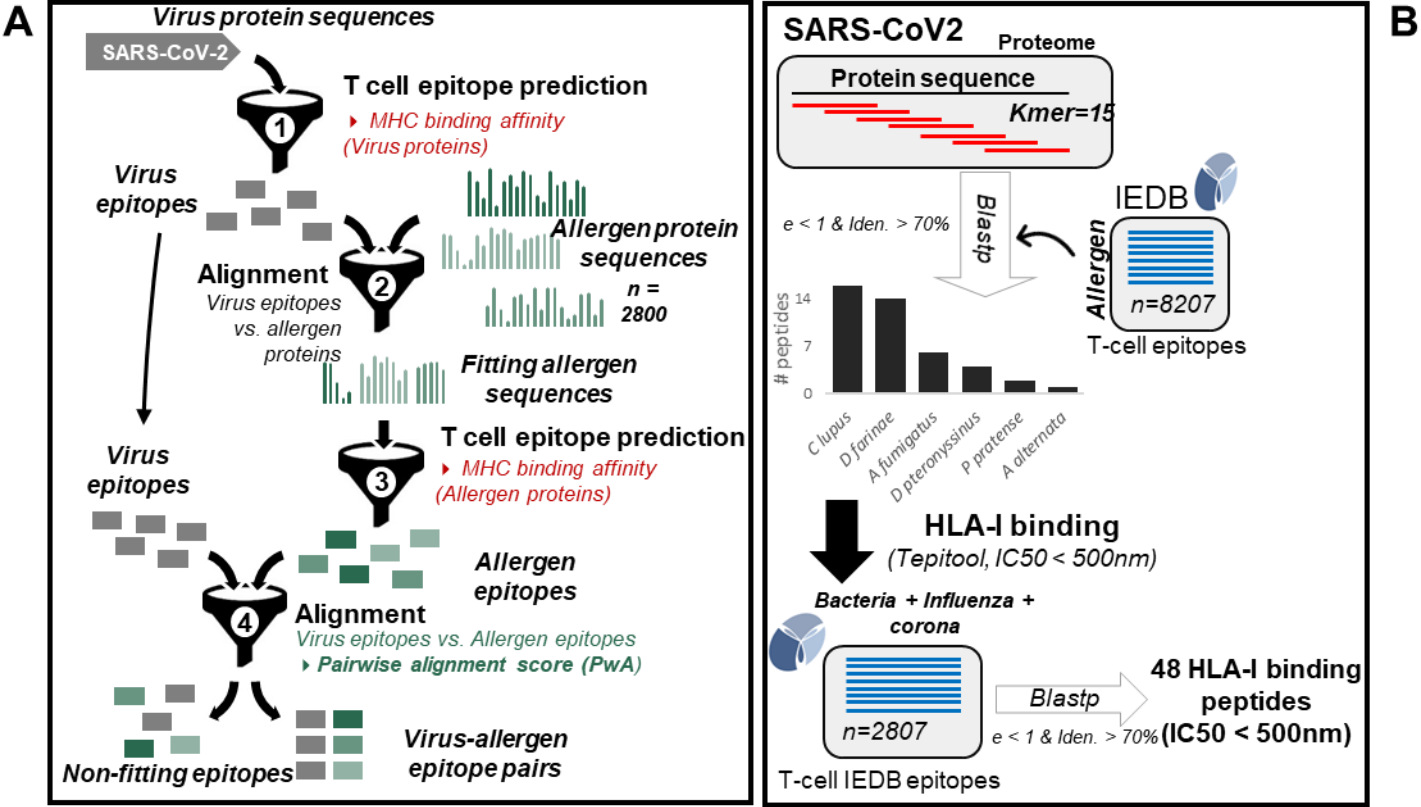 A
Virus protein sequences
SARS-CoV-2
1
T cell epitope prediction
MHC binding affinity
(Virus proteins)
Virus
epitopes
Allergen protein
sequences
n =
2800
Alignment
Virus epitopes
vs. allergen
proteins
2
Fitting allergen
sequences
T cell epitope prediction
MHC binding affinity
(Allergen proteins)
3
Virus
epitopes
Allergen
epitopes
4
Alignment
Virus epitopes vs. Allergen epitopes
Pairwise alignment score (PwA)
Non-fitting epitopes
Virus-allergen
epitope pairs
B
SARS-CoV2
Proteome
Protein sequence
Kmer=15
Blastp
e < 1 & Iden. > 70%
IEDB
Allergen
n=8207
T-cell epitopes
# peptides
14
7
0
C lupus
D farinae
A fumigatus
D pteronyssinus
P pratense
A alternata
HLA-I binding
(Tepitool, IC50 < 500nm)
Bacteria + Influenza +
corona
n=2807
T-cell IEDB epitopes
Blastp
e < 1 & Iden. > 70%
48 HLA-I binding
peptides
(IC50 < 500nm)